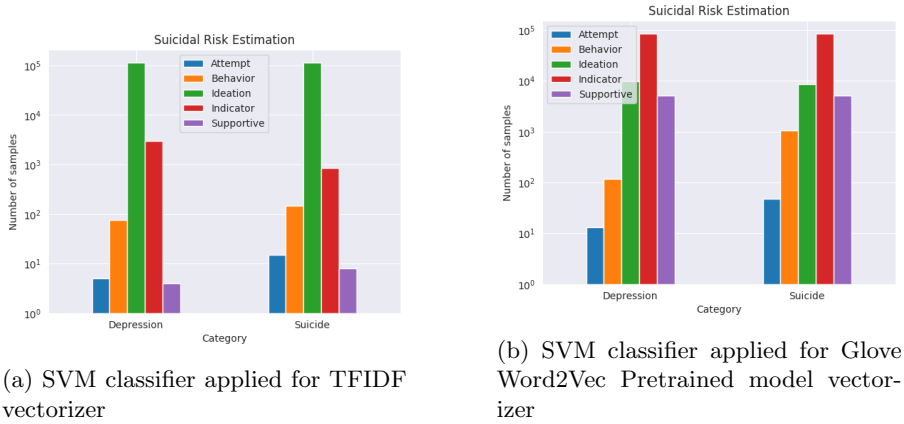 Suicidal Risk Estimation
Attempt
Behavior
Ideation
Indicator
Supportive
10^5
10^4
10^3
10^2
10^1
10^0
Number of samples
Depression
Suicide
Category
(a) SVM classifier applied for TFIDF
vectorizer
Suicidal Risk Estimation
Attempt
Behavior
Ideation
Indicator
Supportive
10^5
10^4
10^3
10^2
10^1
10^0
Number of samples
Depression
Suicide
Category
(b) SVM classifier applied for Glove
Word2Vec Pretrained model vector-
izer